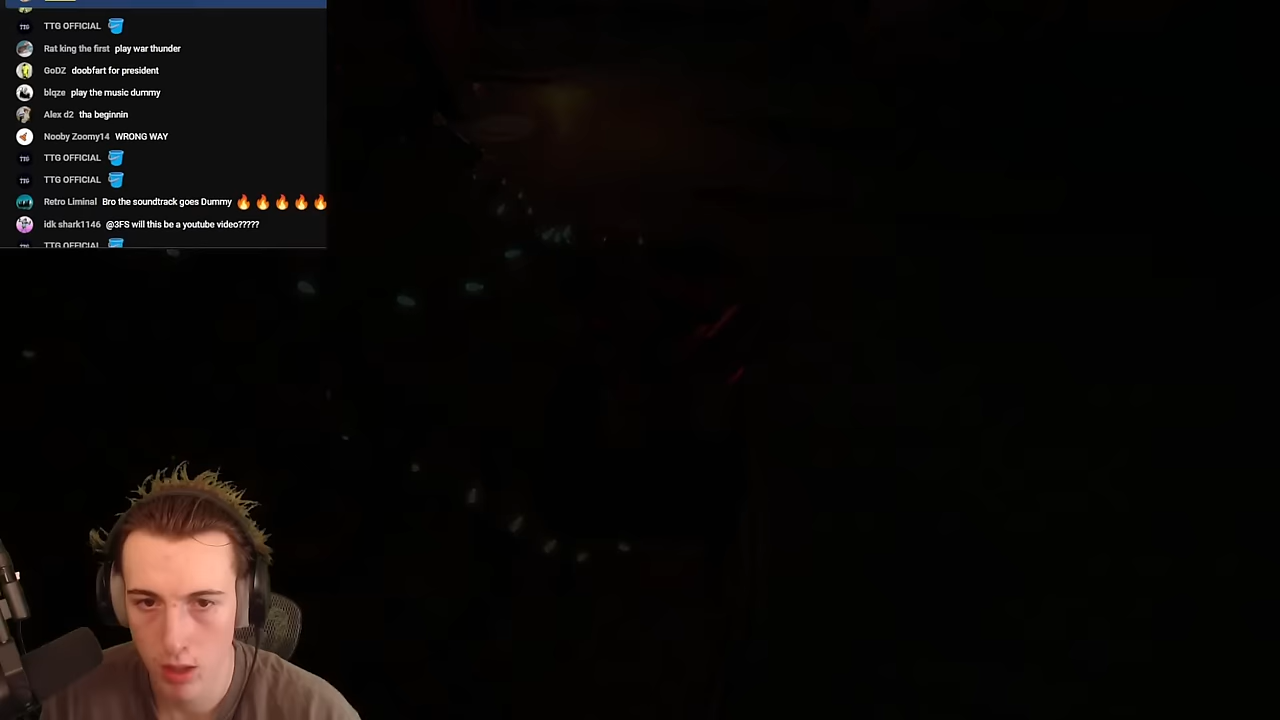 TTG OFFICIAL 🪣
Rat king the first play war thunder
GoDZ doobfart for president
blqze play the music dummy
Alex d2 tha beginnin
Nooby Zoomy14 WRONG WAY
TTG OFFICIAL 🪣
TTG OFFICIAL 🪣
Retro Liminal Bro the soundtrack goes Dummy 🔥🔥🔥🔥🔥
idk shark1146 @3FS will this be a youtube video?????
TTG OFFICIAL 🪣